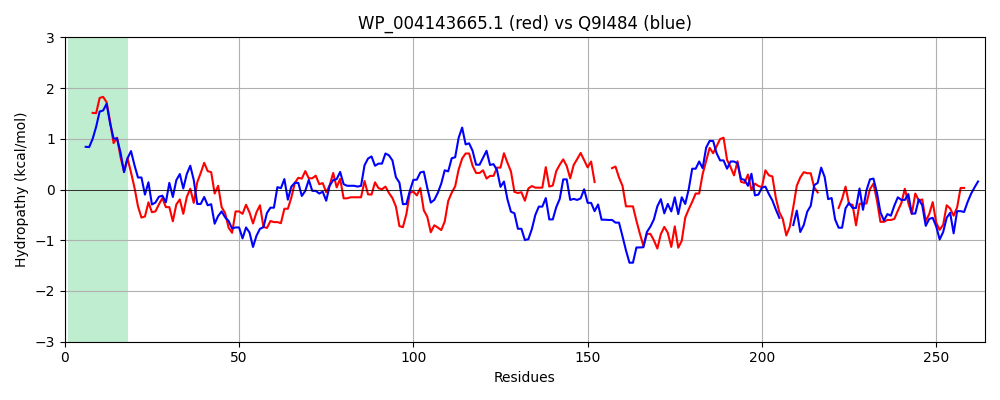 WP_004143665.1 (red) vs Q9I484 (blue)
Hydropathy (kcal/mol)
3
2
1
0
−1
−2
−3
0 50 100 150 200 250
Residues